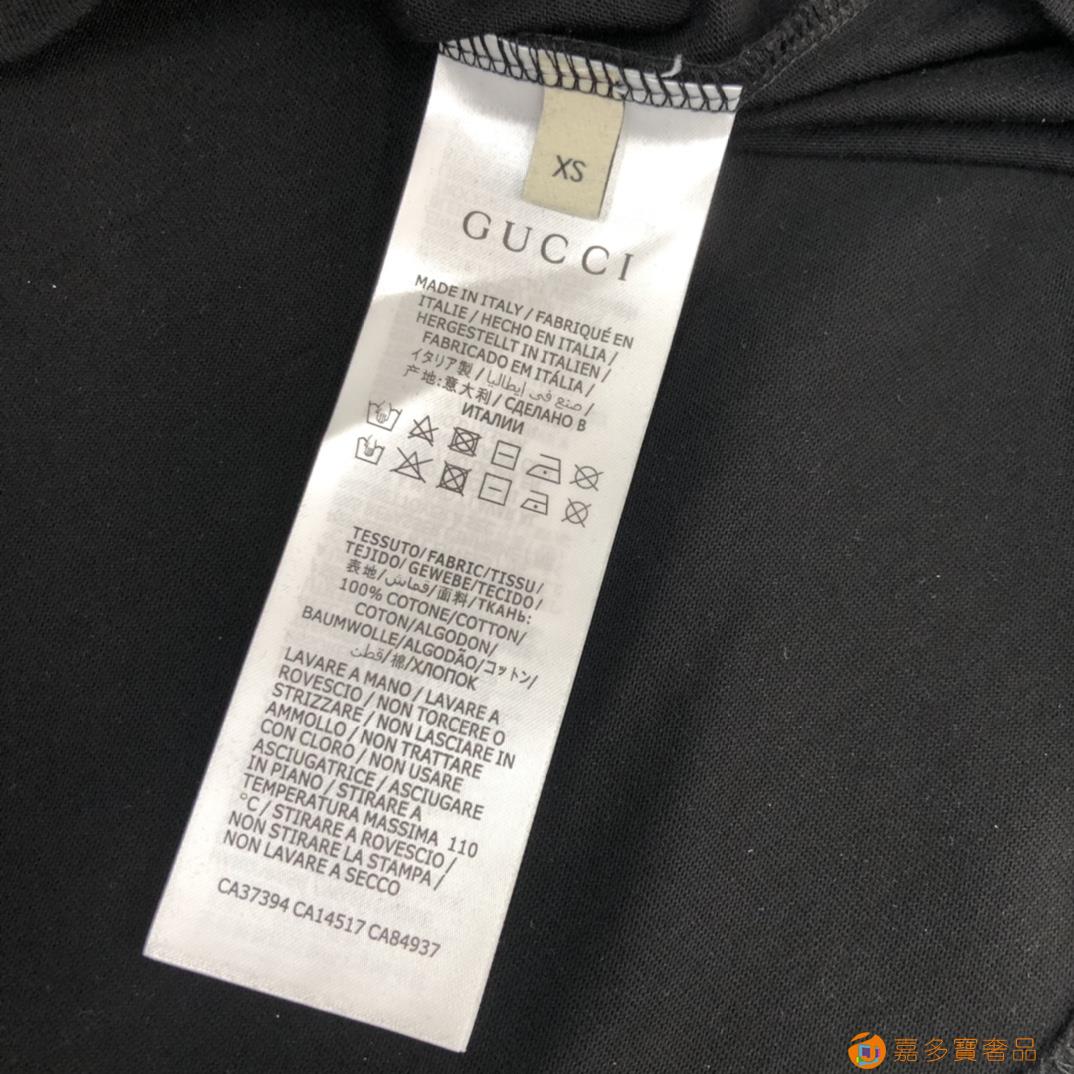 XS
GUCCI
MADE IN ITALY / FABRIQUÉ EN
ITALIE / HECHO EN ITALIA /
HERGESTELLT IN ITALIEN /
FABRICADO EM ITÁLIA /
イタリア製 / صنع في إيطاليا /
产地:意大利 / СДЕЛАНО В
ИТАЛИИ
TESSUTO/FABRIC/TISSU/
TEJIDO/GEWEBE/TECIDO/
表地/قماش/面料/ТКАНЬ:
100% COTONE/COTTON/
COTON/ALGODON/
BAUMWOLLE/ALGODÃO/コットン/
قطن/棉/ХЛОПОК
LAVARE A MANO / LAVARE A
ROVESCIO / NON TORCERE O
STRIZZARE / NON LASCIARE IN
AMMOLLO / NON TRATTARE
CON CLORO / NON USARE
ASCIUGATRICE / ASCIUGARE
IN PIANO / STIRARE A
TEMPERATURA MASSIMA 110
°C / STIRARE A ROVESCIO /
NON STIRARE LA STAMPA /
NON LAVARE A SECCO
CA37394 CA14517 CA84937
嘉多寶奢品